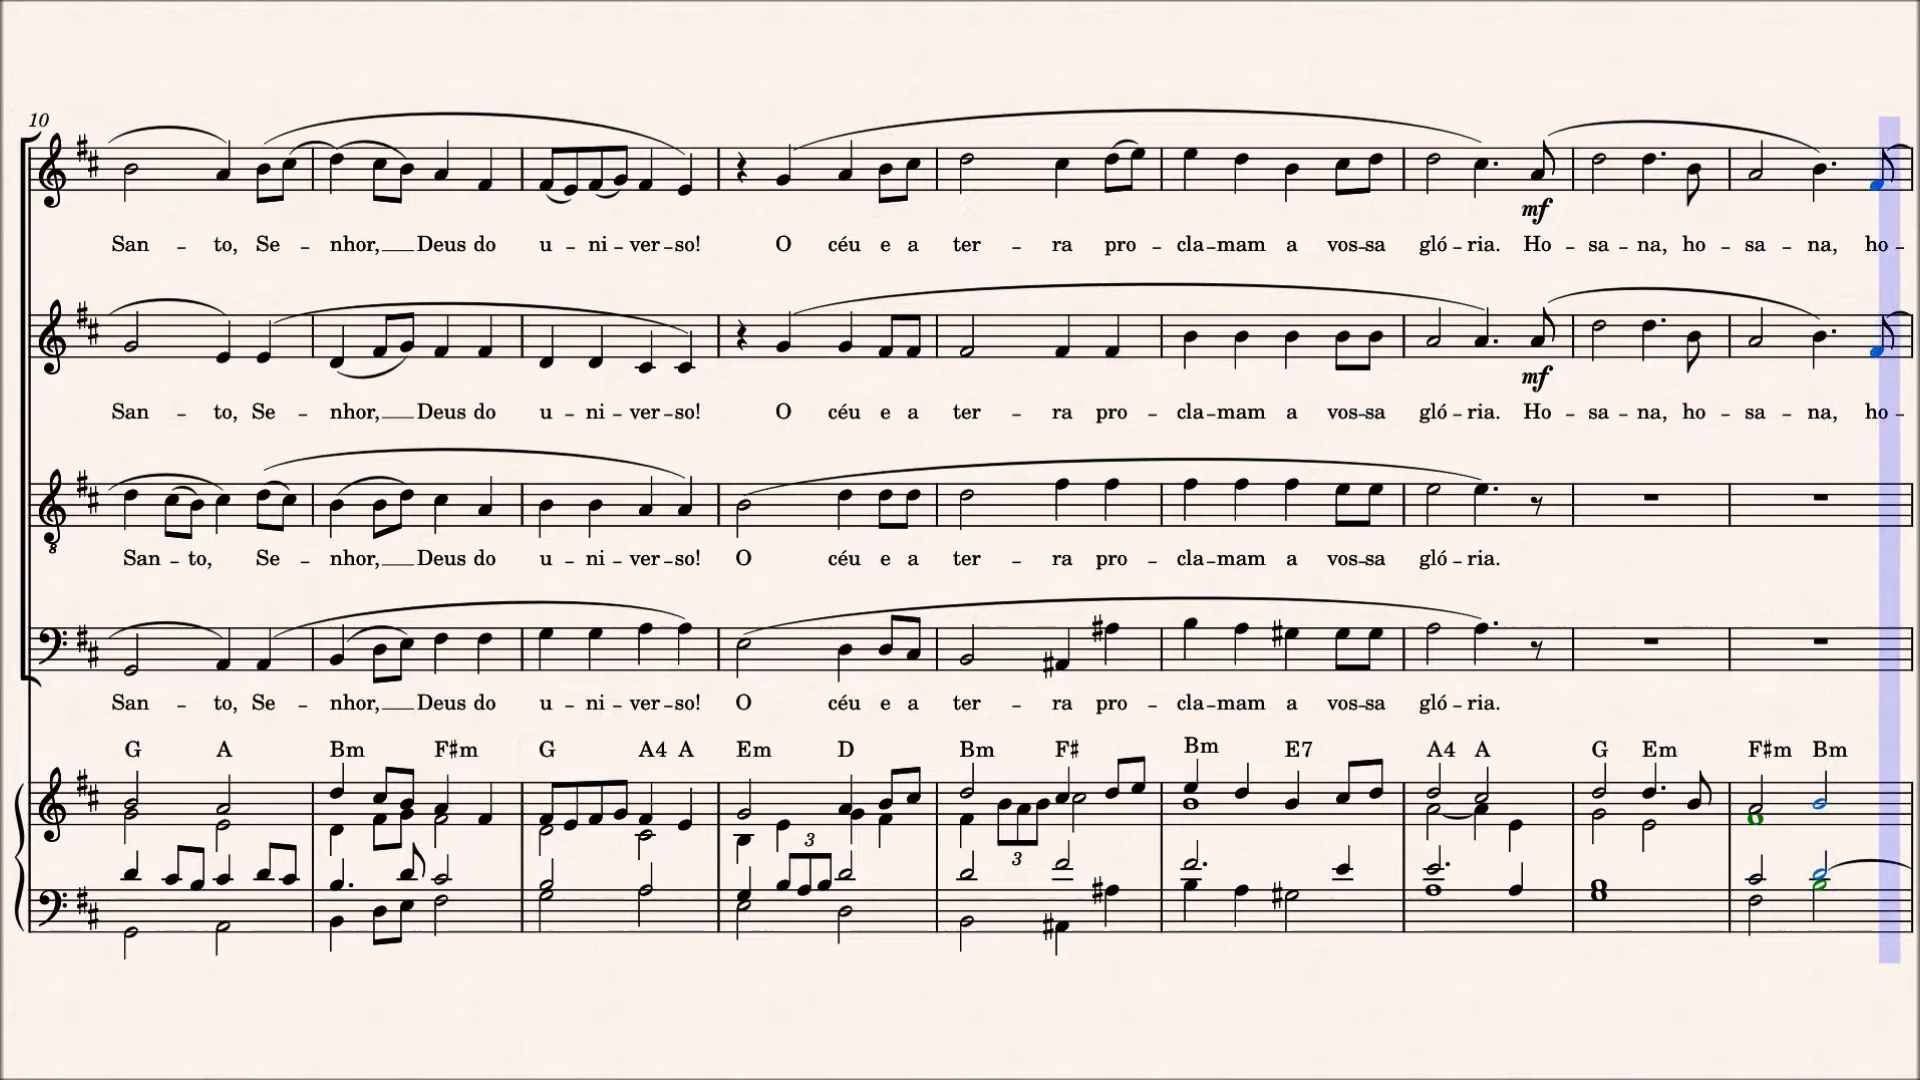 10
San - to, Se - nhor, Deus do u - ni - ver - so! O céu e a ter - ra pro - cla - mam a vos - sa gló - ria. Ho - sa - na, ho - sa - na, ho -
mf
San - to, Se - nhor, Deus do u - ni - ver - so! O céu e a ter - ra pro - cla - mam a vos - sa gló - ria. Ho - sa - na, ho - sa - na, ho -
mf
8
San - to, Se - nhor, Deus do u - ni - ver - so! O céu e a ter - ra pro - cla - mam a vos - sa gló - ria.
San - to, Se - nhor, Deus do u - ni - ver - so! O céu e a ter - ra pro - cla - mam a vos - sa gló - ria.
G A Bm F♯m G A4 A Em D Bm F♯ Bm E7 A4 A G Em F♯m Bm
3
3